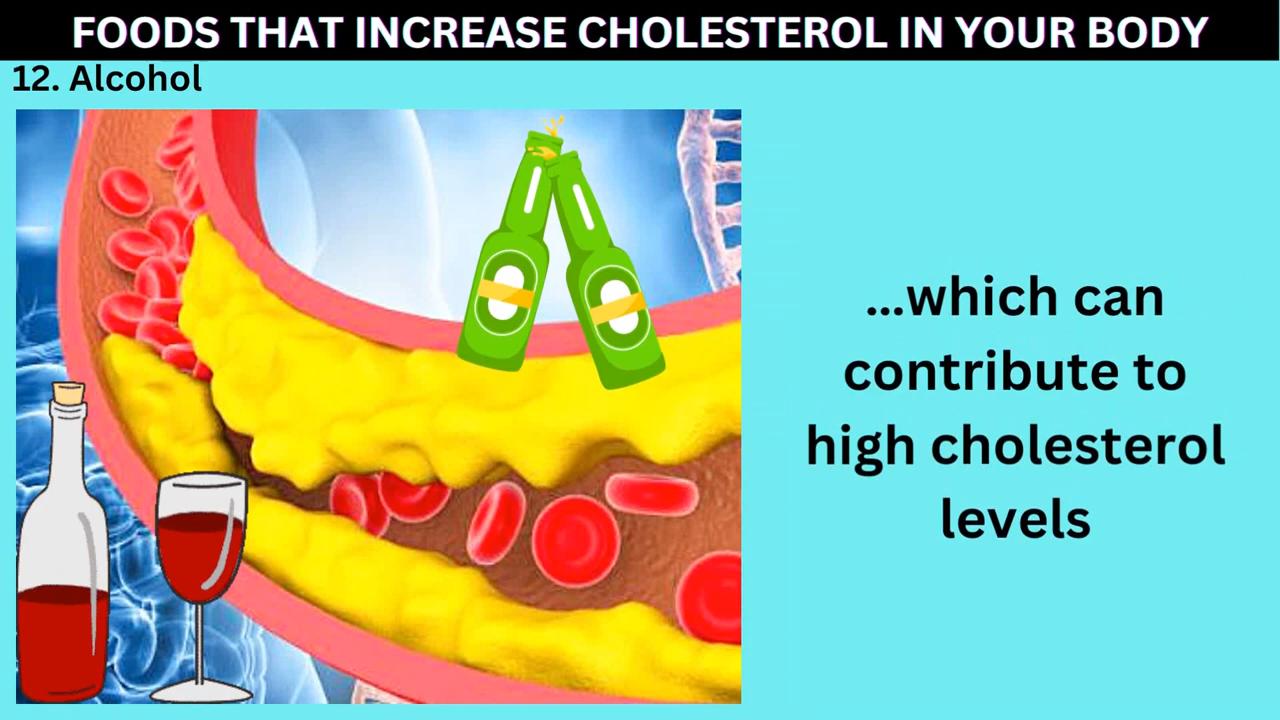 FOODS THAT INCREASE CHOLESTEROL IN YOUR BODY
12. Alcohol
...which can
contribute to
high cholesterol
levels